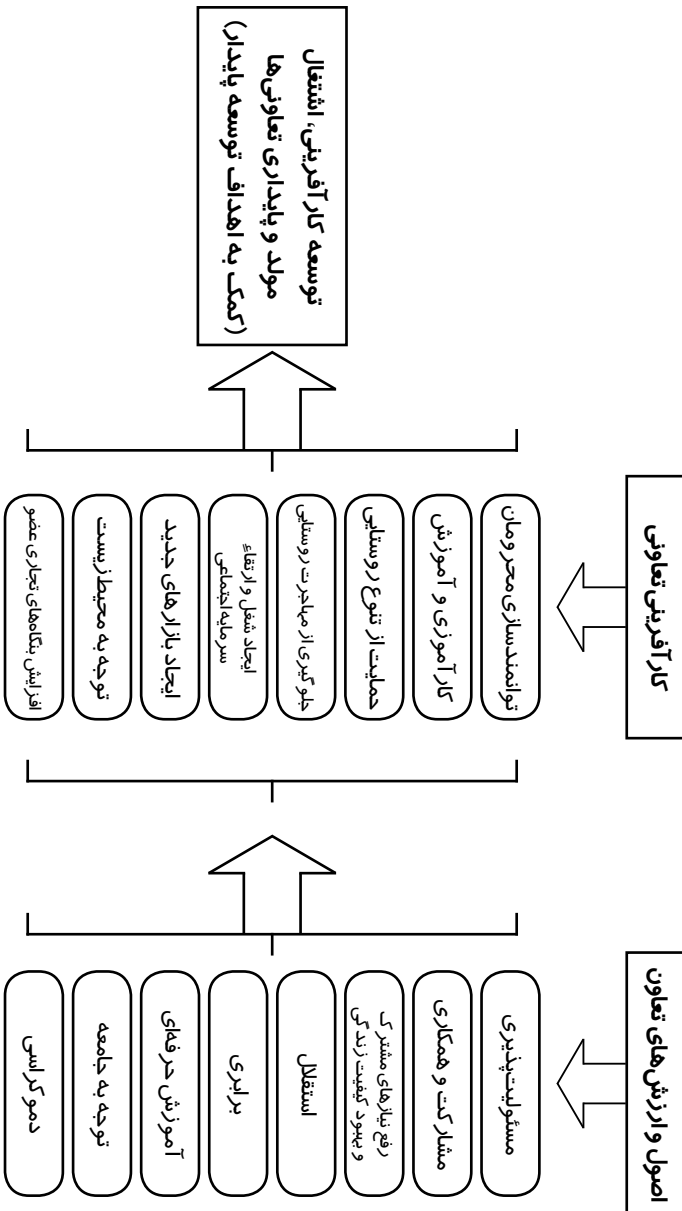 اصول و ارزش‌های تعاون
مسئولیت‌پذیری
مشارکت و همکاری
رفع نیازهای مشترک
و بهبود کیفیت زندگی
استقلال
برابری
آموزش حرفه‌ای
توجه به جامعه
دموکراسی
کارآفرینی تعاونی
توانمندسازی محرومان
کارآموزی و آموزش
حمایت از تنوع روستایی
جلوگیری از مهاجرت روستایی
ایجاد شغل و ارتقاءِ
سرمایه اجتماعی
ایجاد بازارهای جدید
توجه به محیط زیست
افزایش بنگاه‌های تجاری عضو
توسعه کارآفرینی، اشتغال
مولد و پایداری تعاونی‌ها
(کمک به اهداف توسعه پایدار)